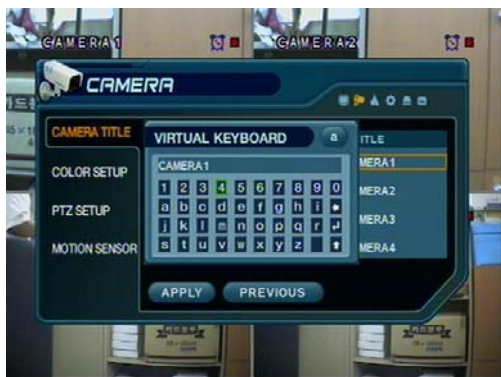 CAMERA1
CAMERA2
CAMERA
CAMERA TITLE
COLOR SETUP
PTZ SETUP
MOTION SENSOR
VIRTUAL KEYBOARD a
CAMERA1
1 2 3 4 5 6 7 8 9 0
a b c d e f g h i
j k l m n o p q r
s t u v w x y z
TITLE
MERA1
MERA2
MERA3
MERA4
APPLY PREVIOUS